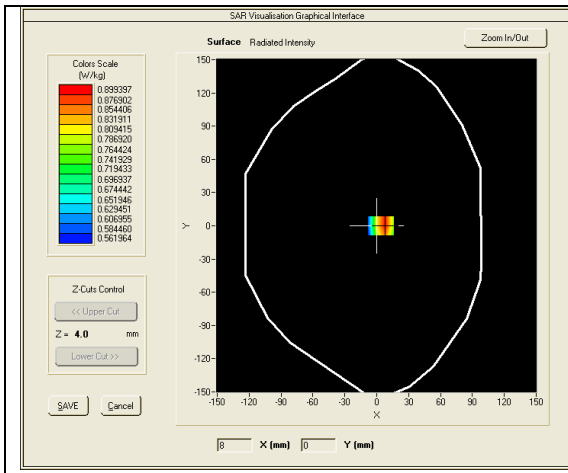 SAR Visualisation Graphical Interface
Surface Radiated Intensity
Zoom In/Out
Colors Scale
(W/kg)
0.899397
0.876902
0.854406
0.831911
0.809415
0.786920
0.764424
0.741929
0.719433
0.696937
0.674442
0.651946
0.629451
0.606955
0.584460
0.561964
Z-Cuts Control
<< Upper Cut
Z = 4.0 mm
Lower Cut >>
SAVE Cancel
150
120
90
60
30
0
-30
-60
-90
-120
-150
Y
-150 -120 -90 -60 -30 0 30 60 90 120 150
X
8 X (mm) 0 Y (mm)